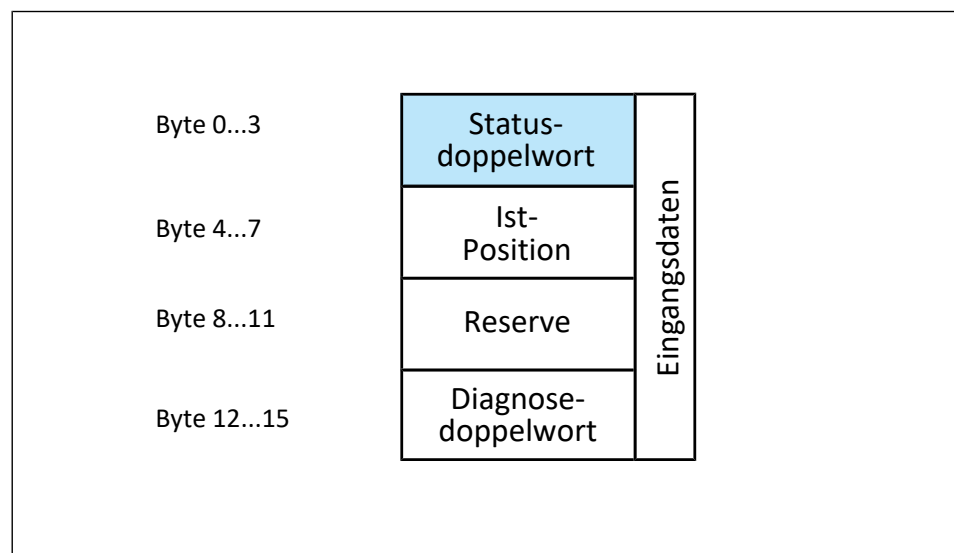 Byte 0...3
Status-
doppelwort
Byte 4...7
Ist-
Position
Byte 8...11
Reserve
Byte 12...15
Diagnose-
doppelwort
Eingangsdaten